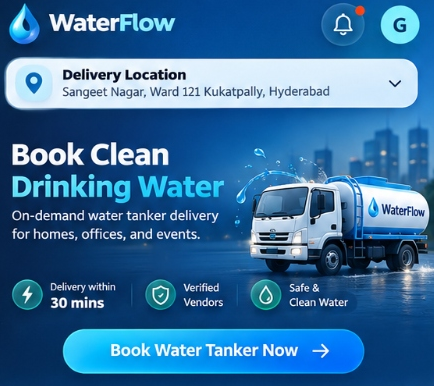 WaterFlow
G
Delivery Location
Sangeet Nagar, Ward 121 Kukatpally, Hyderabad
Book Clean
Drinking Water
On-demand water tanker delivery
for homes, offices, and events.
WaterFlow
Delivery within
30 mins
Verified
Vendors
Safe &
Clean Water
Book Water Tanker Now →